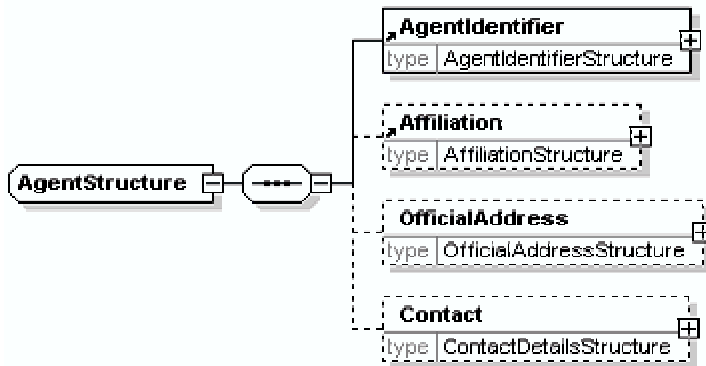 AgentIdentifier
type AgentIdentifierStructure
Affiliation
type AffiliationStructure
AgentStructure
OfficialAddress
type OfficialAddressStructure
Contact
type ContactDetailsStructure